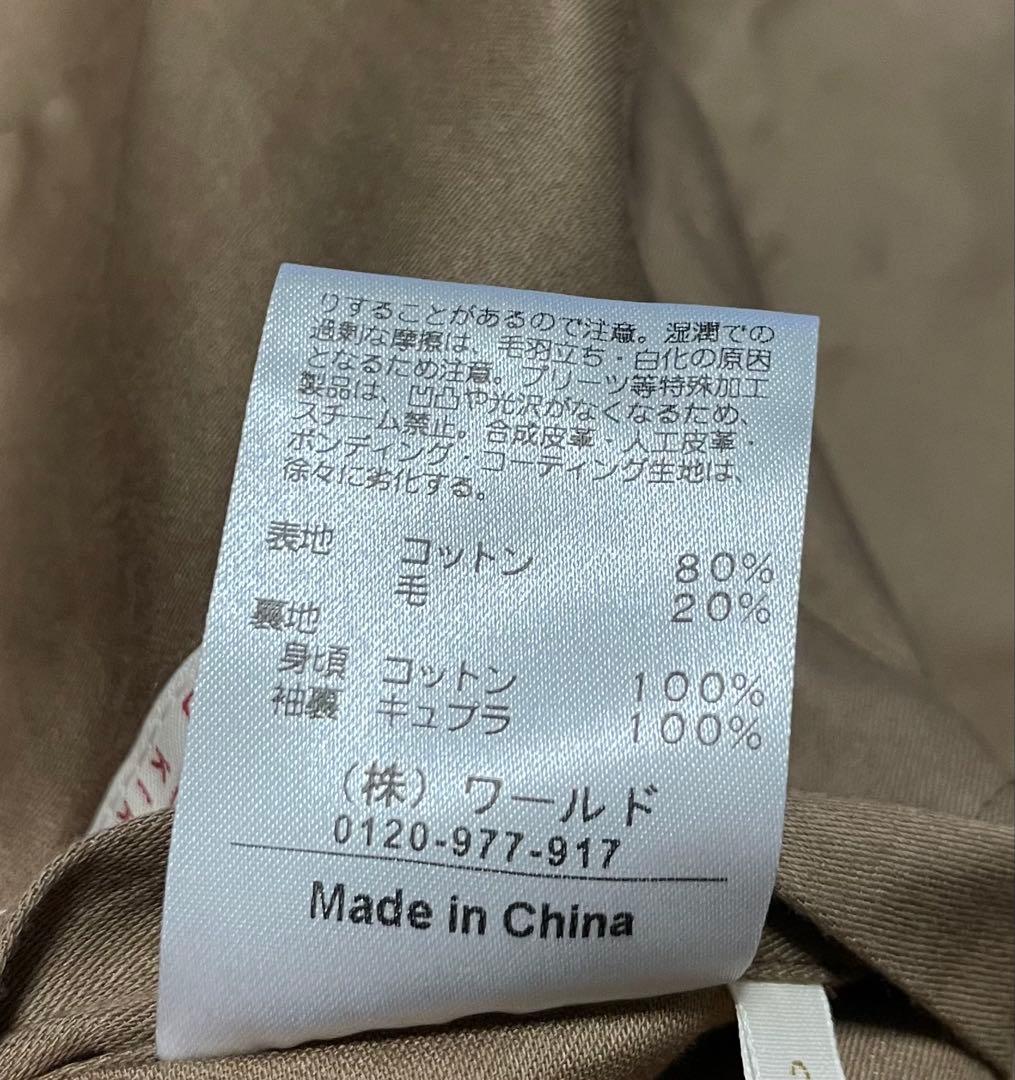 りすることがあるので注意。湿潤での
過剰な摩擦は、毛羽立ち・白化の原因
となるため注意。プリーツ等特殊加工
製品は、凹凸や光沢がなくなるため、
スチーム禁止。合成皮革・人工皮革・
ボンディング・コーティング生地は、
徐々に劣化する。
表地 コットン 80%
毛 20%
裏地
身頃 コットン 100%
袖裏 キュプラ 100%
(株)ワールド
0120-977-917
Made in China